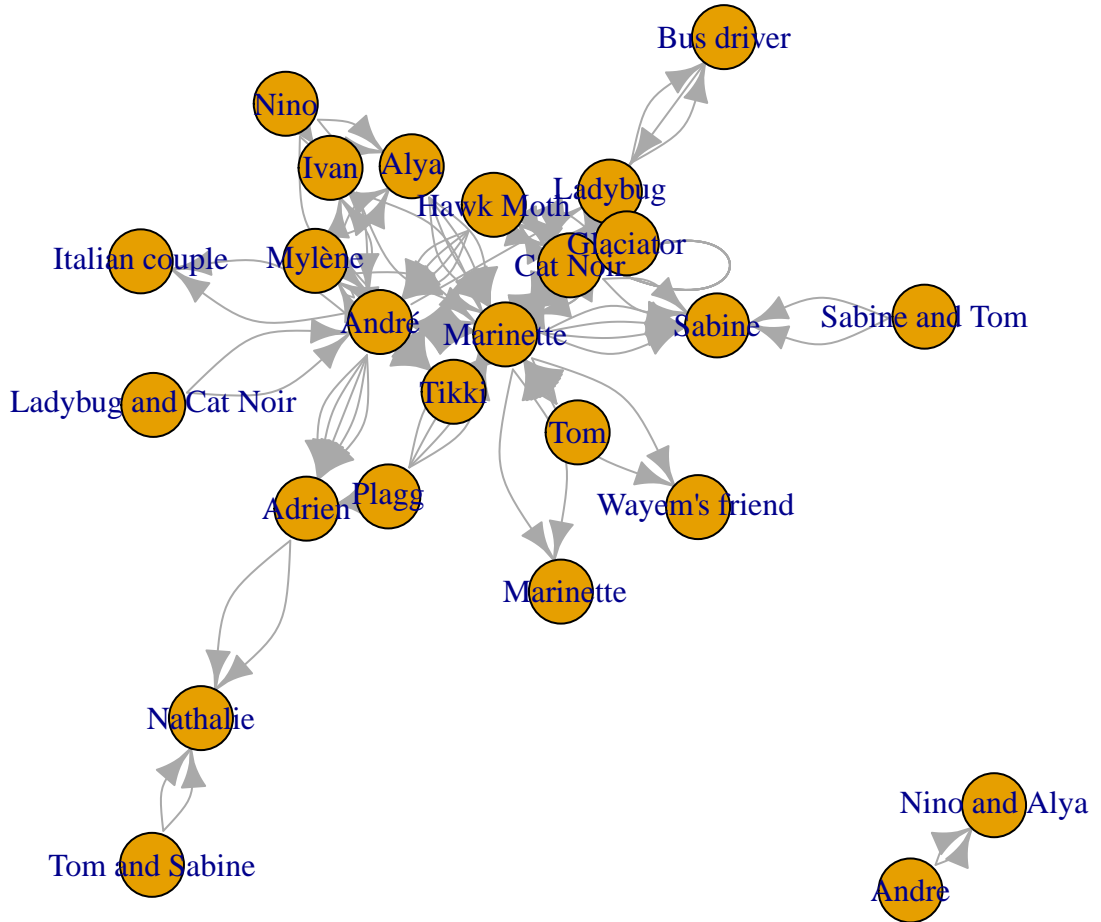 Bus driver
Nino
Ivan
Alya
Ladybug
Hawk Moth
Glaciator
Italian couple
Mylène
Cat Noir
André
Marinette
Sabine
Sabine and Tom
Tikki
Ladybug and Cat Noir
Tom
Plagg
Adrien
Wayem's friend
Marinette
Nathalie
Nino and Alya
Tom and Sabine
Andre